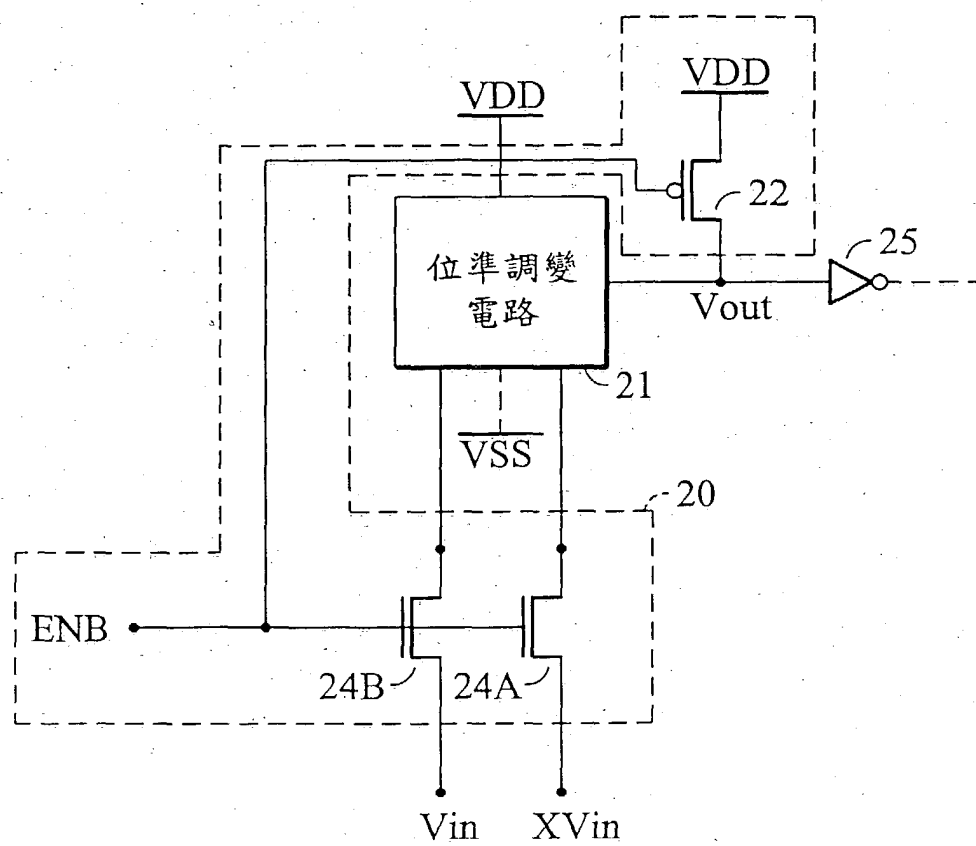 VDD
VDD
22
位準調變
電路
25
Vout
21
VSS
20
ENB
24B
24A
Vin
XVin